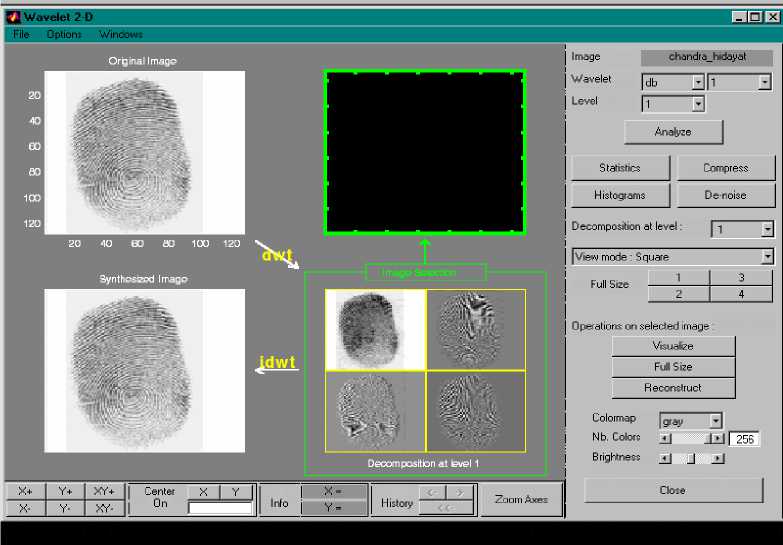 Wavelet 2-D
File Options Windows
Original Image
20
40
60
80
100
120
20 40 60 80 100 120
dwt
Synthesized Image
idwt
Image Selection
Decomposition at level 1
Image chandra_hidayat
Wavelet db 1
Level 1
Analyze
Statistics Compress
Histograms De-noise
Decomposition at level : 1
View mode : Square
Full Size 1 3
2 4
Operations on selected image :
Visualize
Full Size
Reconstruct
Colormap gray
Nb. Colors 256
Brightness
Close
X+ Y+ XY+
X- Y- XY-
Center On X Y
Info X =
Y =
History <- ->
<<-
Zoom Axes